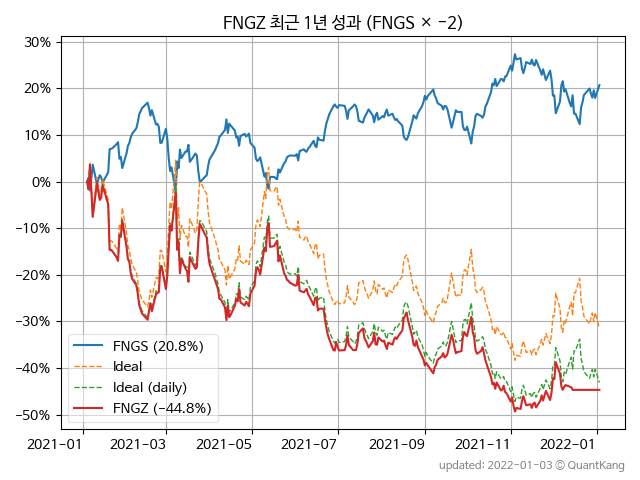 FNGZ 최근 1년 성과 (FNGS × −2)
30%
20%
10%
0%
−10%
−20%
−30%
−40%
−50%
FNGS (20.8%)
Ideal
Ideal (daily)
FNGZ (−44.8%)
2021-01 2021-03 2021-05 2021-07 2021-09 2021-11 2022-01
updated: 2022-01-03 © QuantKang